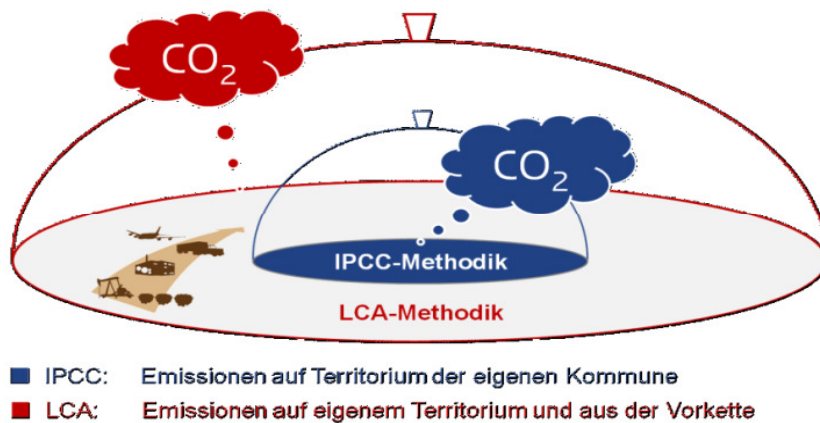 CO₂
CO₂
IPCC-Methodik
LCA-Methodik
IPCC: Emissionen auf Territorium der eigenen Kommune
LCA: Emissionen auf eigenem Territorium und aus der Vorkette